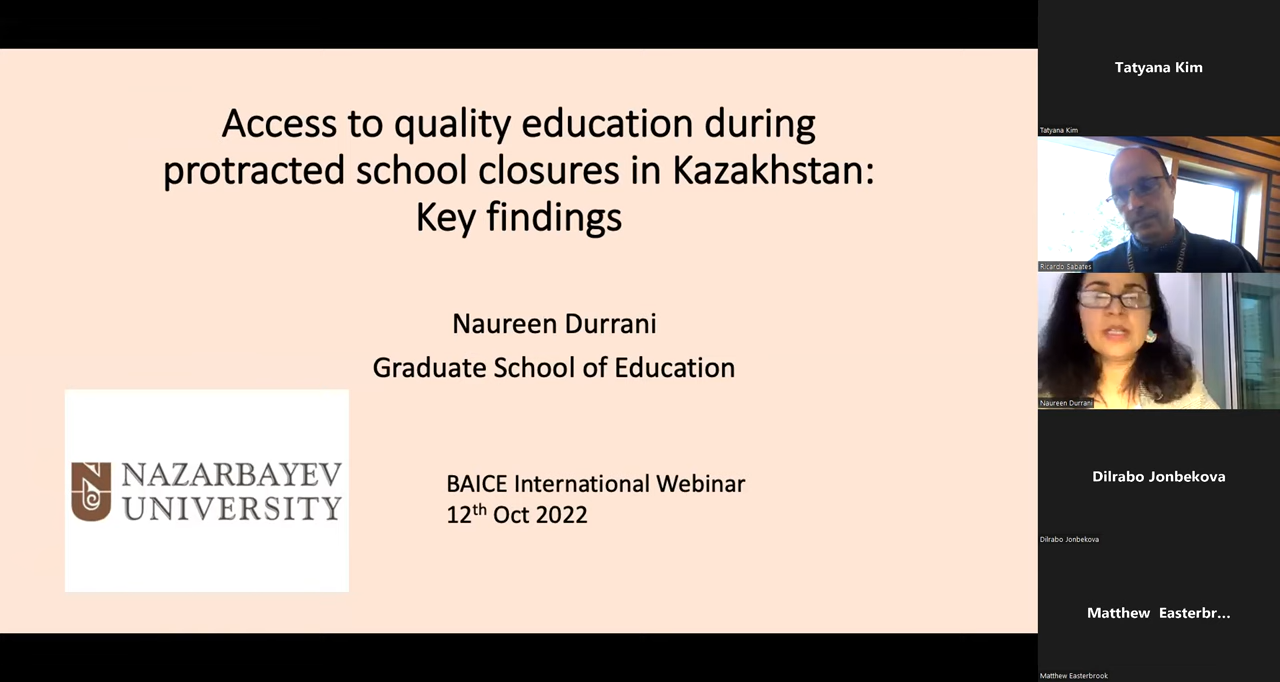 Access to quality education during
protracted school closures in Kazakhstan:
Key findings
Naureen Durrani
Graduate School of Education
NAZARBAYEV
UNIVERSITY
BAICE International Webinar
12th Oct 2022
Tatyana Kim
Tatyana Kim
Ricardo Sabates
Naureen Durrani
Dilrabo Jonbekova
Dilrabo Jonbekova
Matthew Easterbr...
Matthew Easterbrook